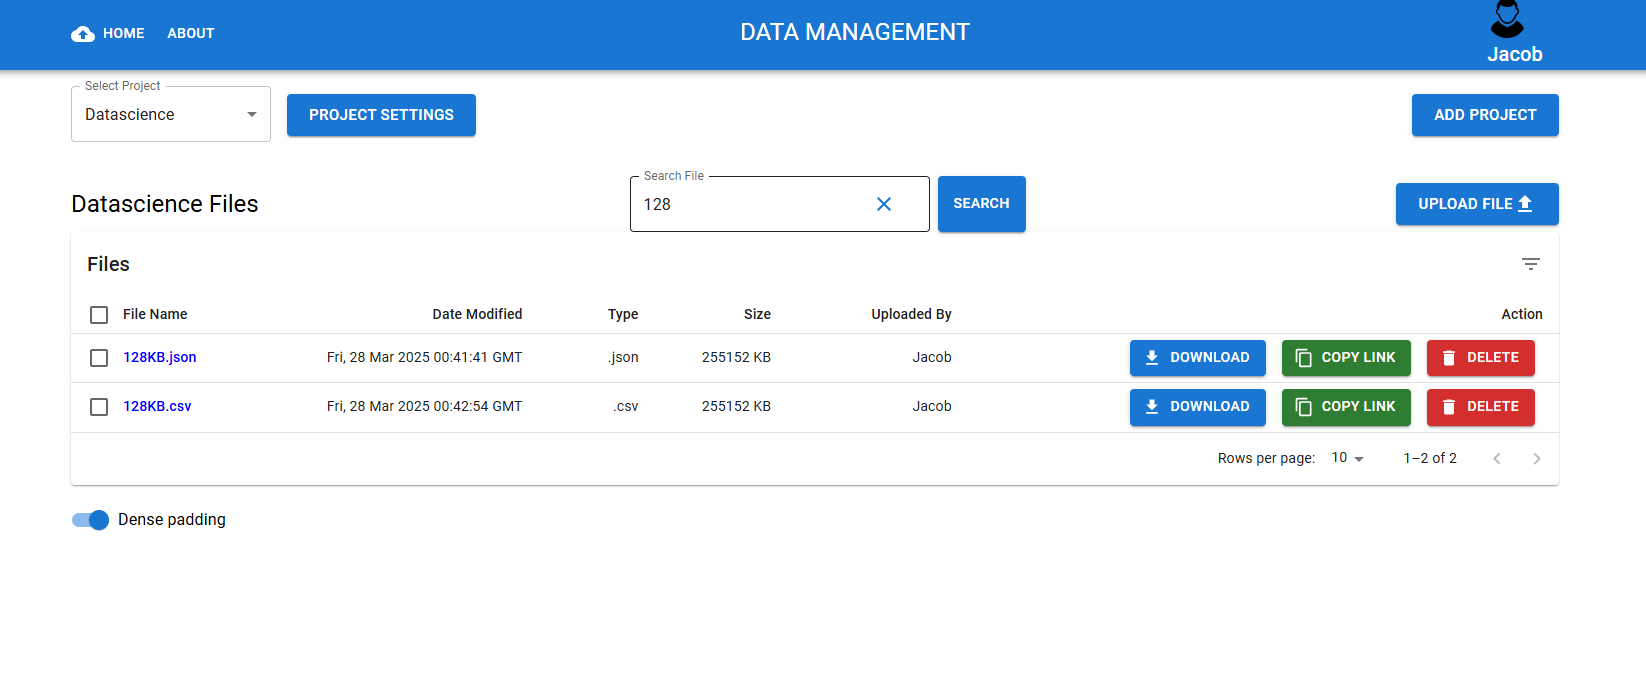 HOME ABOUT DATA MANAGEMENT Jacob
Select Project
Datascience PROJECT SETTINGS ADD PROJECT
Search File
Datascience Files 128 SEARCH UPLOAD FILE
Files
File Name Date Modified Type Size Uploaded By Action
128KB.json Fri, 28 Mar 2025 00:41:41 GMT .json 255152 KB Jacob DOWNLOAD COPY LINK DELETE
128KB.csv Fri, 28 Mar 2025 00:42:54 GMT .csv 255152 KB Jacob DOWNLOAD COPY LINK DELETE
Rows per page: 10 1–2 of 2
Dense padding